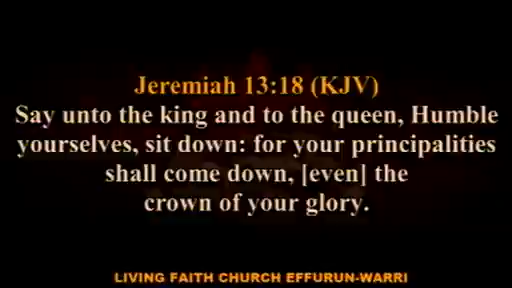 Jeremiah 13:18 (KJV)
Say unto the king and to the queen, Humble
yourselves, sit down: for your principalities
shall come down, [even] the
crown of your glory.
LIVING FAITH CHURCH EFFURUN-WARRI